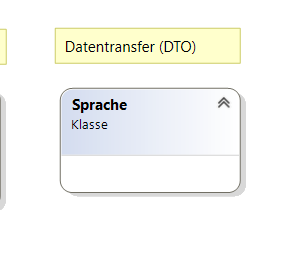 Datentransfer (DTO)
Sprache
Klasse